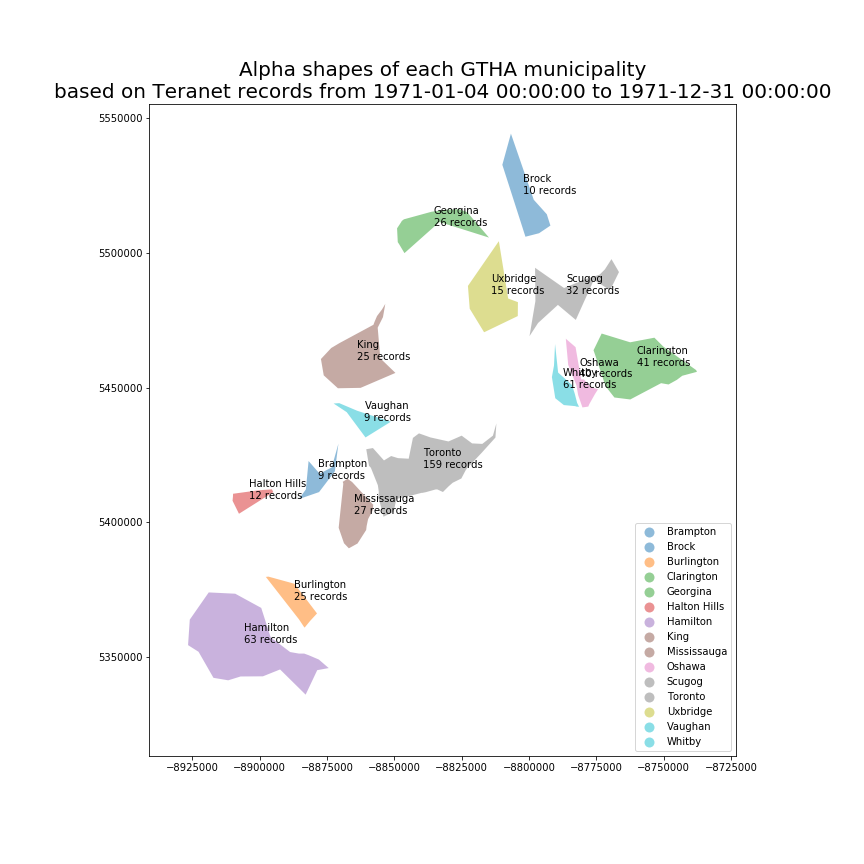 Alpha shapes of each GTHA municipality
based on Teranet records from 1971-01-04 00:00:00 to 1971-12-31 00:00:00
5550000
5500000
5450000
5400000
5350000
Brock
10 records
Georgina
26 records
Uxbridge
15 records
Scugog
32 records
King
25 records
Clarington
41 records
Oshawa
40 records
Whitby
61 records
Vaughan
9 records
Toronto
159 records
Brampton
9 records
Halton Hills
12 records
Mississauga
27 records
Burlington
25 records
Hamilton
63 records
Brampton
Brock
Burlington
Clarington
Georgina
Halton Hills
Hamilton
King
Mississauga
Oshawa
Scugog
Toronto
Uxbridge
Vaughan
Whitby
−8925000 −8900000 −8875000 −8850000 −8825000 −8800000 −8775000 −8750000 −8725000